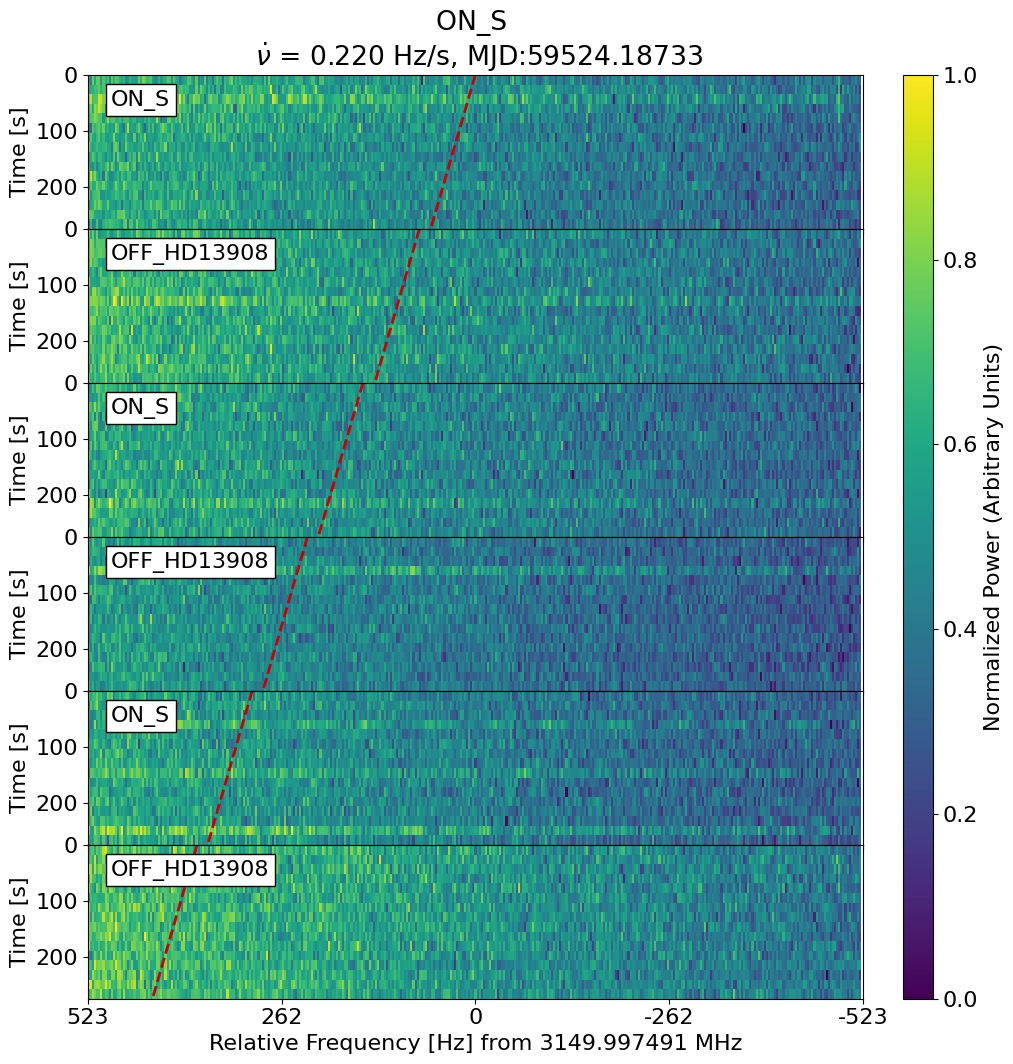 ON_S
ν̇ = 0.220 Hz/s, MJD:59524.18733
0
ON_S
100
Time [s]
200
0
OFF_HD13908
100
Time [s]
200
0
ON_S
100
Time [s]
200
0
OFF_HD13908
100
Time [s]
200
0
ON_S
100
Time [s]
200
0
OFF_HD13908
100
Time [s]
200
523 262 0 -262 -523
Relative Frequency [Hz] from 3149.997491 MHz
1.0
0.8
0.6
0.4
0.2
0.0
Normalized Power (Arbitrary Units)